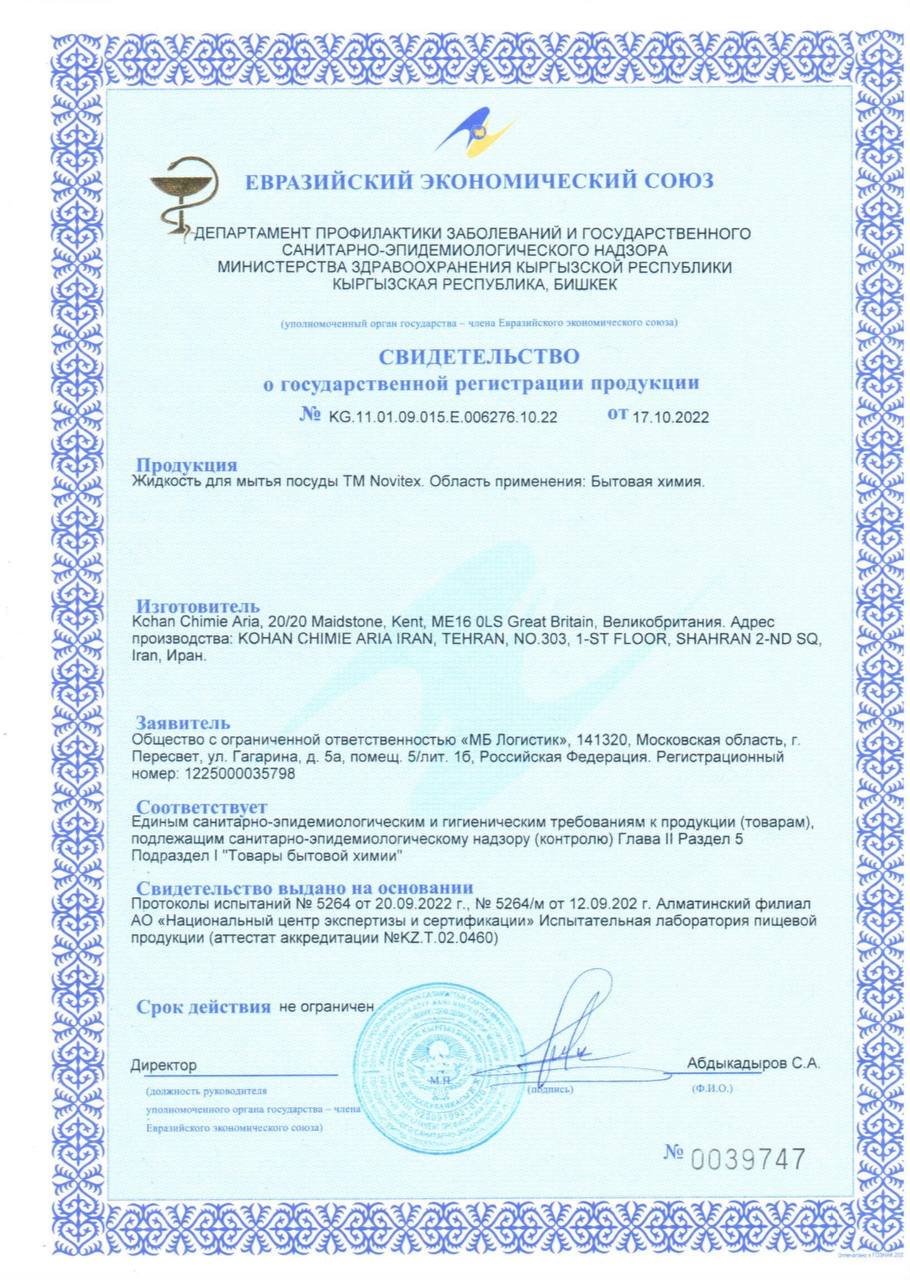 ЕВРАЗИЙСКИЙ ЭКОНОМИЧЕСКИЙ СОЮЗ
ДЕПАРТАМЕНТ ПРОФИЛАКТИКИ ЗАБОЛЕВАНИЙ И ГОСУДАРСТВЕННОГО
САНИТАРНО-ЭПИДЕМИОЛОГИЧЕСКОГО НАДЗОРА
МИНИСТЕРСТВА ЗДРАВООХРАНЕНИЯ КЫРГЫЗСКОЙ РЕСПУБЛИКИ
КЫРГЫЗСКАЯ РЕСПУБЛИКА, БИШКЕК
(уполномоченный орган государства – члена Евразийского экономического союза)
СВИДЕТЕЛЬСТВО
о государственной регистрации продукции
№ KG.11.01.09.015.E.006276.10.22 от 17.10.2022
Продукция
Жидкость для мытья посуды ТМ Novitex. Область применения: Бытовая химия.
Изготовитель
Kohan Chimie Aria, 20/20 Maidstone, Kent, ME16 0LS Great Britain, Великобритания. Адрес
производства: KOHAN CHIMIE ARIA IRAN, TEHRAN, NO.303, 1-ST FLOOR, SHAHRAN 2-ND SQ,
Iran, Иран.
Заявитель
Общество с ограниченной ответственностью «МБ Логистик», 141320, Московская область, г.
Пересвет, ул. Гагарина, д. 5а, помещ. 5/лит. 1б, Российская Федерация. Регистрационный
номер: 1225000035798
Соответствует
Единым санитарно-эпидемиологическим и гигиеническим требованиям к продукции (товарам),
подлежащим санитарно-эпидемиологическому надзору (контролю) Глава II Раздел 5
Подраздел I "Товары бытовой химии"
Свидетельство выдано на основании
Протоколы испытаний № 5264 от 20.09.2022 г., № 5264/м от 12.09.202 г. Алматинский филиал
АО «Национальный центр экспертизы и сертификации» Испытательная лаборатория пищевой
продукции (аттестат аккредитации №KZ.T.02.0460)
Срок действия не ограничен
Директор
Абдыкадыров С.А.
М.П.
(должность руководителя
уполномоченного органа государства – члена
Евразийского экономического союза)
(подпись)
(Ф.И.О.)
№ 0039747